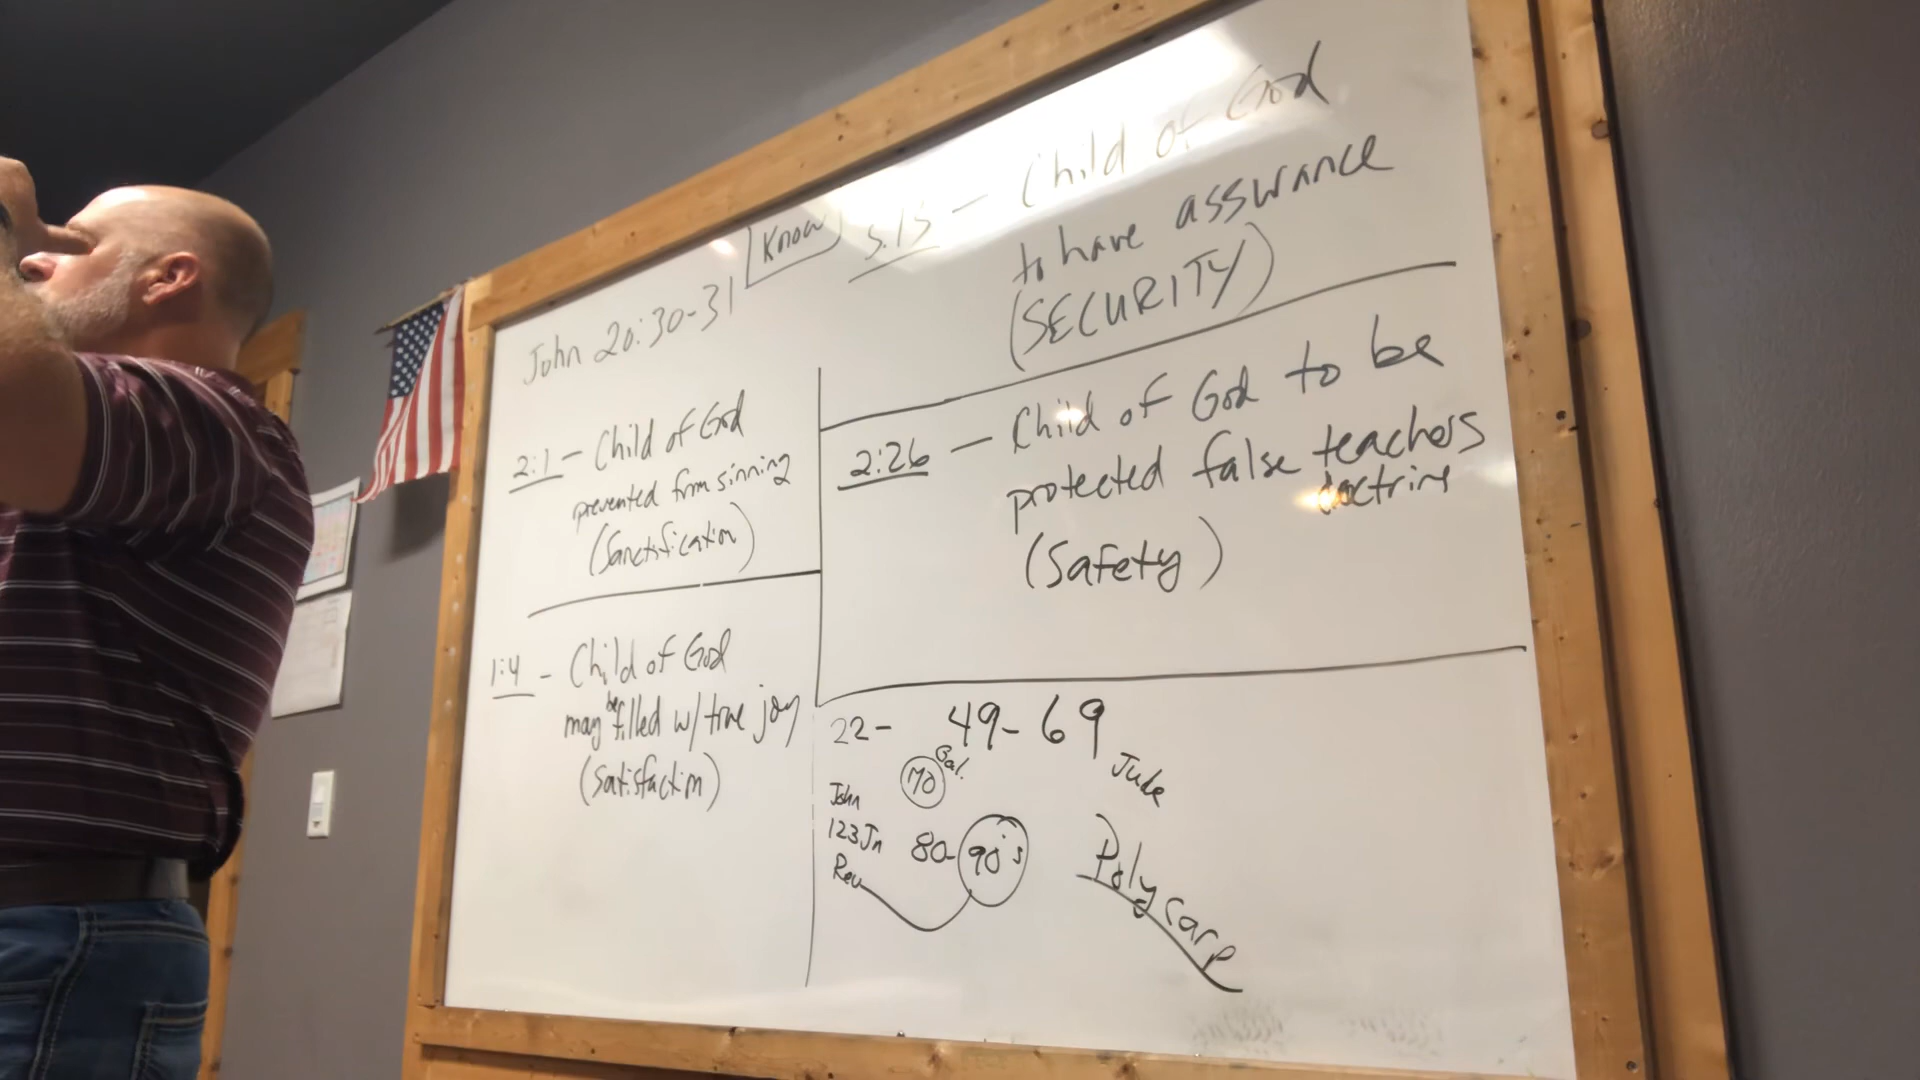 John 20:30-31
Know
5:13 — Child of God
to have assurance
(SECURITY)
2:1 — Child of God
prevented from sinning
(Sanctification)
1:4 - Child of God
may be filled w/ true joy
(Satisfaction)
2:26 — Child of God to be
protected false teachers
doctrine
(Safety)
22- 49-69
70 Gal. Jude
John
123Jn 80-90's
Rev
Polycarp